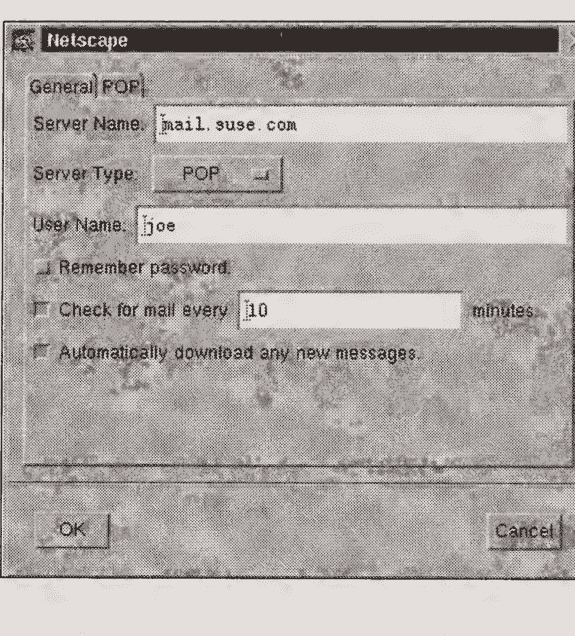 Netscape
General POP
Server Name: mail.suse.com
Server Type: POP
User Name: joe
Remember password.
Check for mail every 10 minutes.
Automatically download any new messages.
OK Cancel